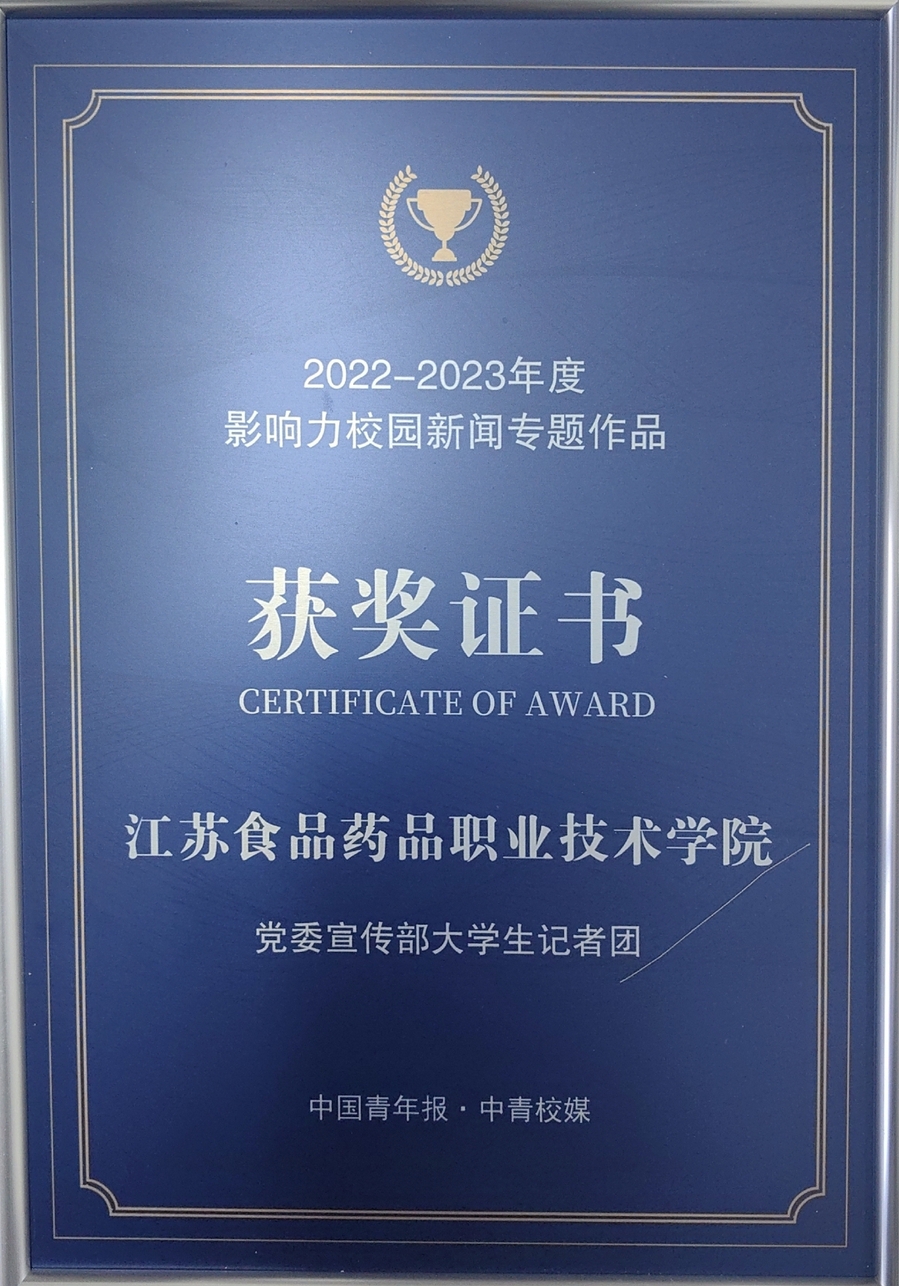 2022-2023年度
影响力校园新闻专题作品
获奖证书
CERTIFICATE OF AWARD
江苏食品药品职业技术学院
党委宣传部大学生记者团
中国青年报·中青校媒